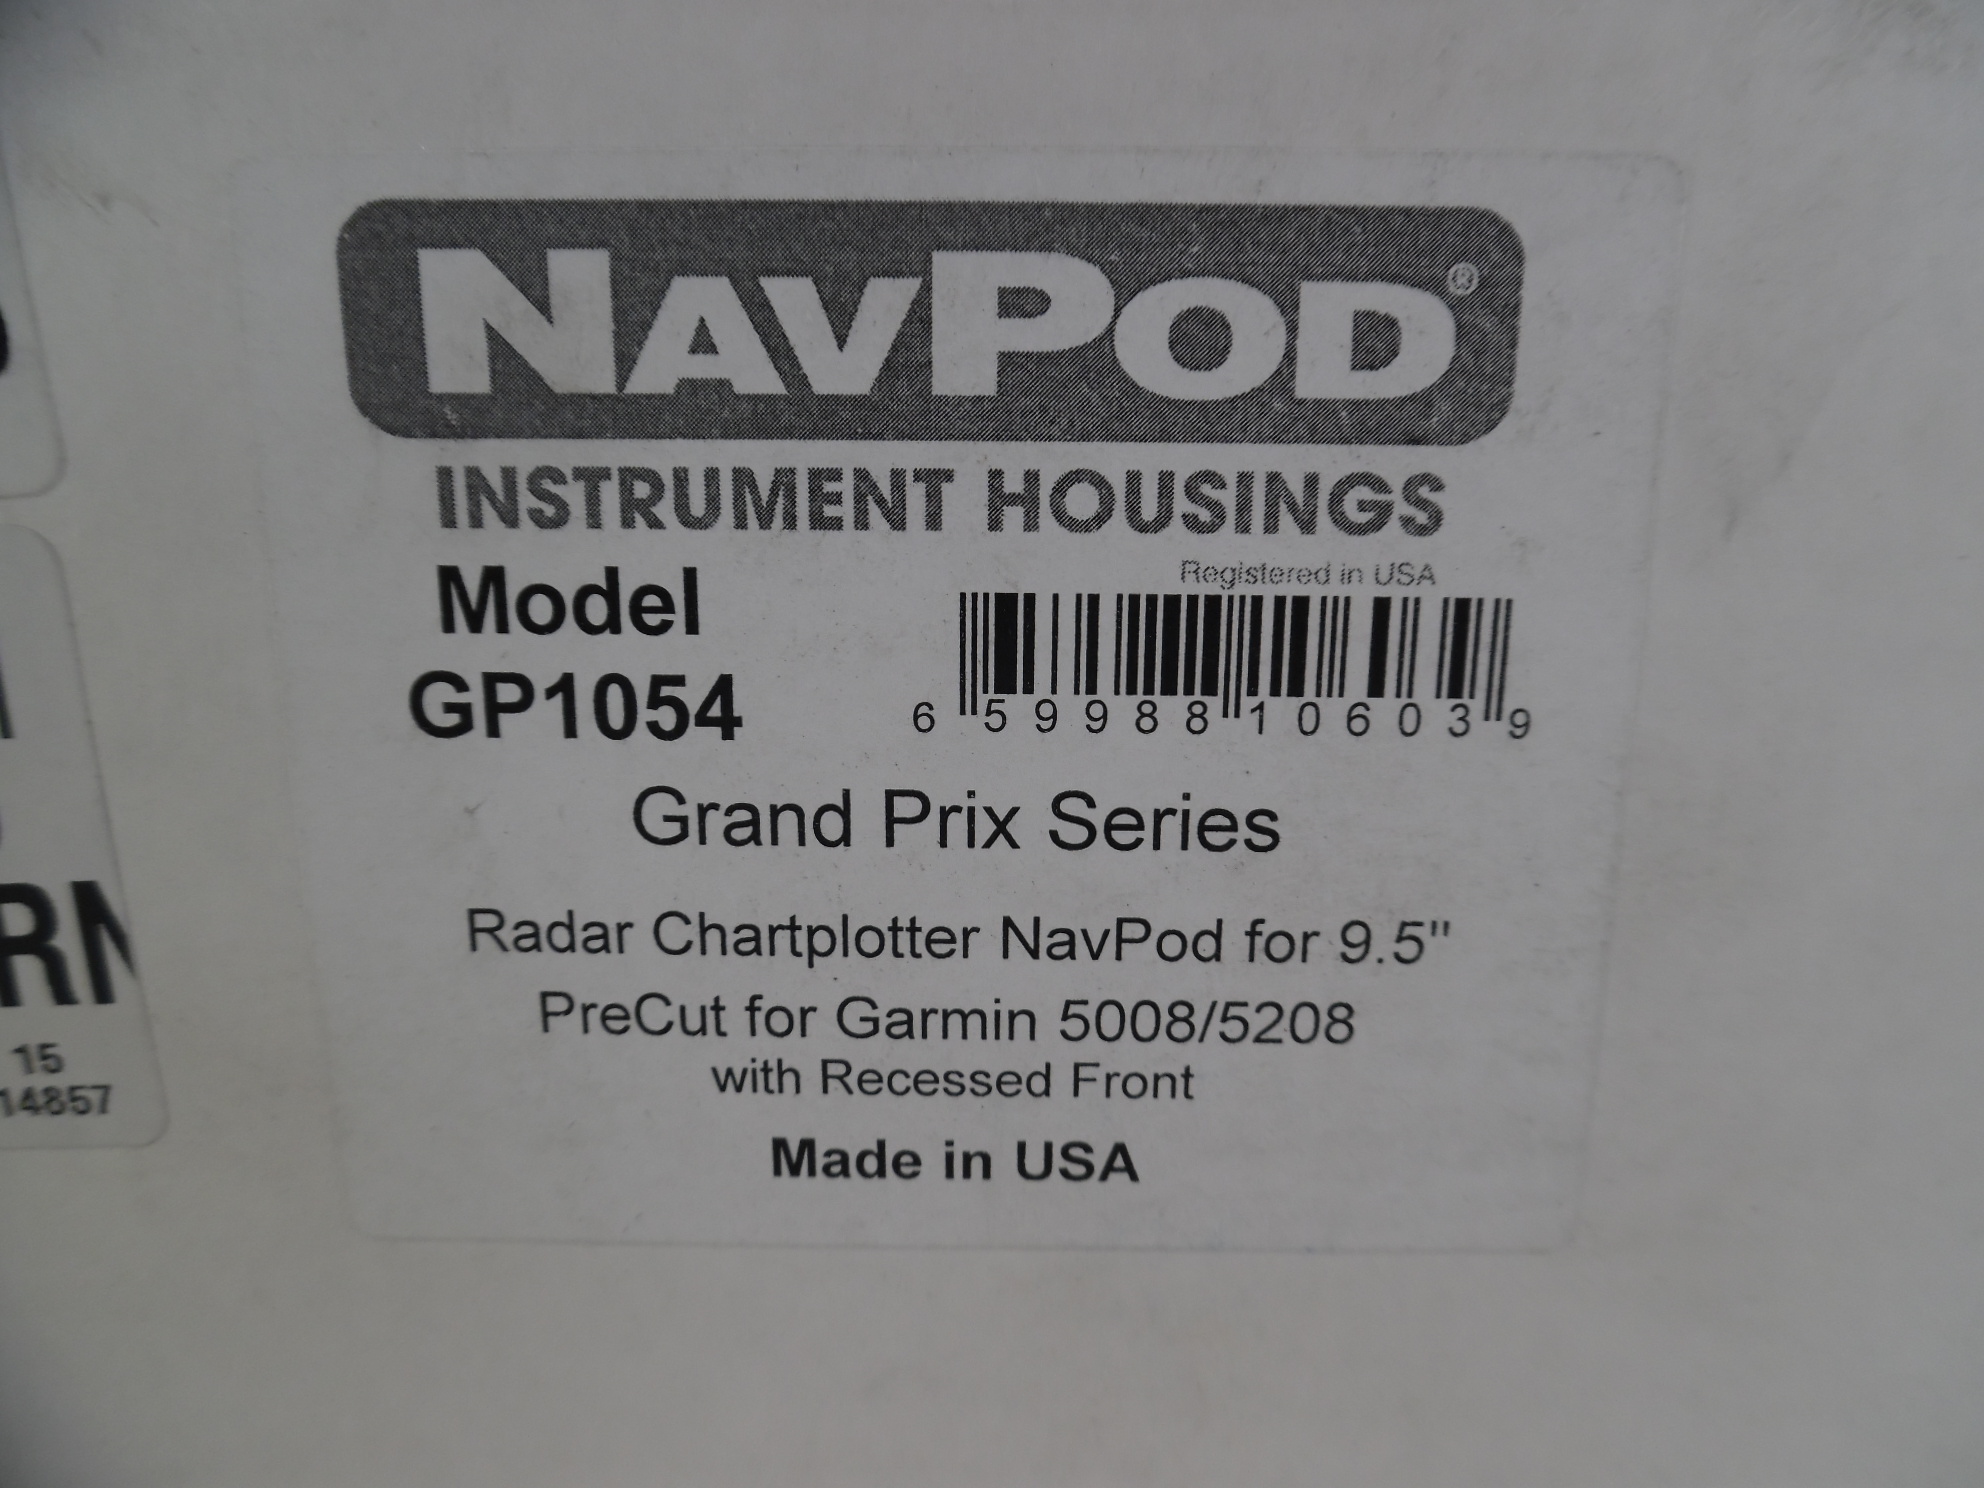 NAVPOD®
INSTRUMENT HOUSINGS
Registered in USA
Model
GP1054
6 59988 10603 9
Grand Prix Series
Radar Chartplotter NavPod for 9.5"
PreCut for Garmin 5008/5208
with Recessed Front
Made in USA
RN
15
14857